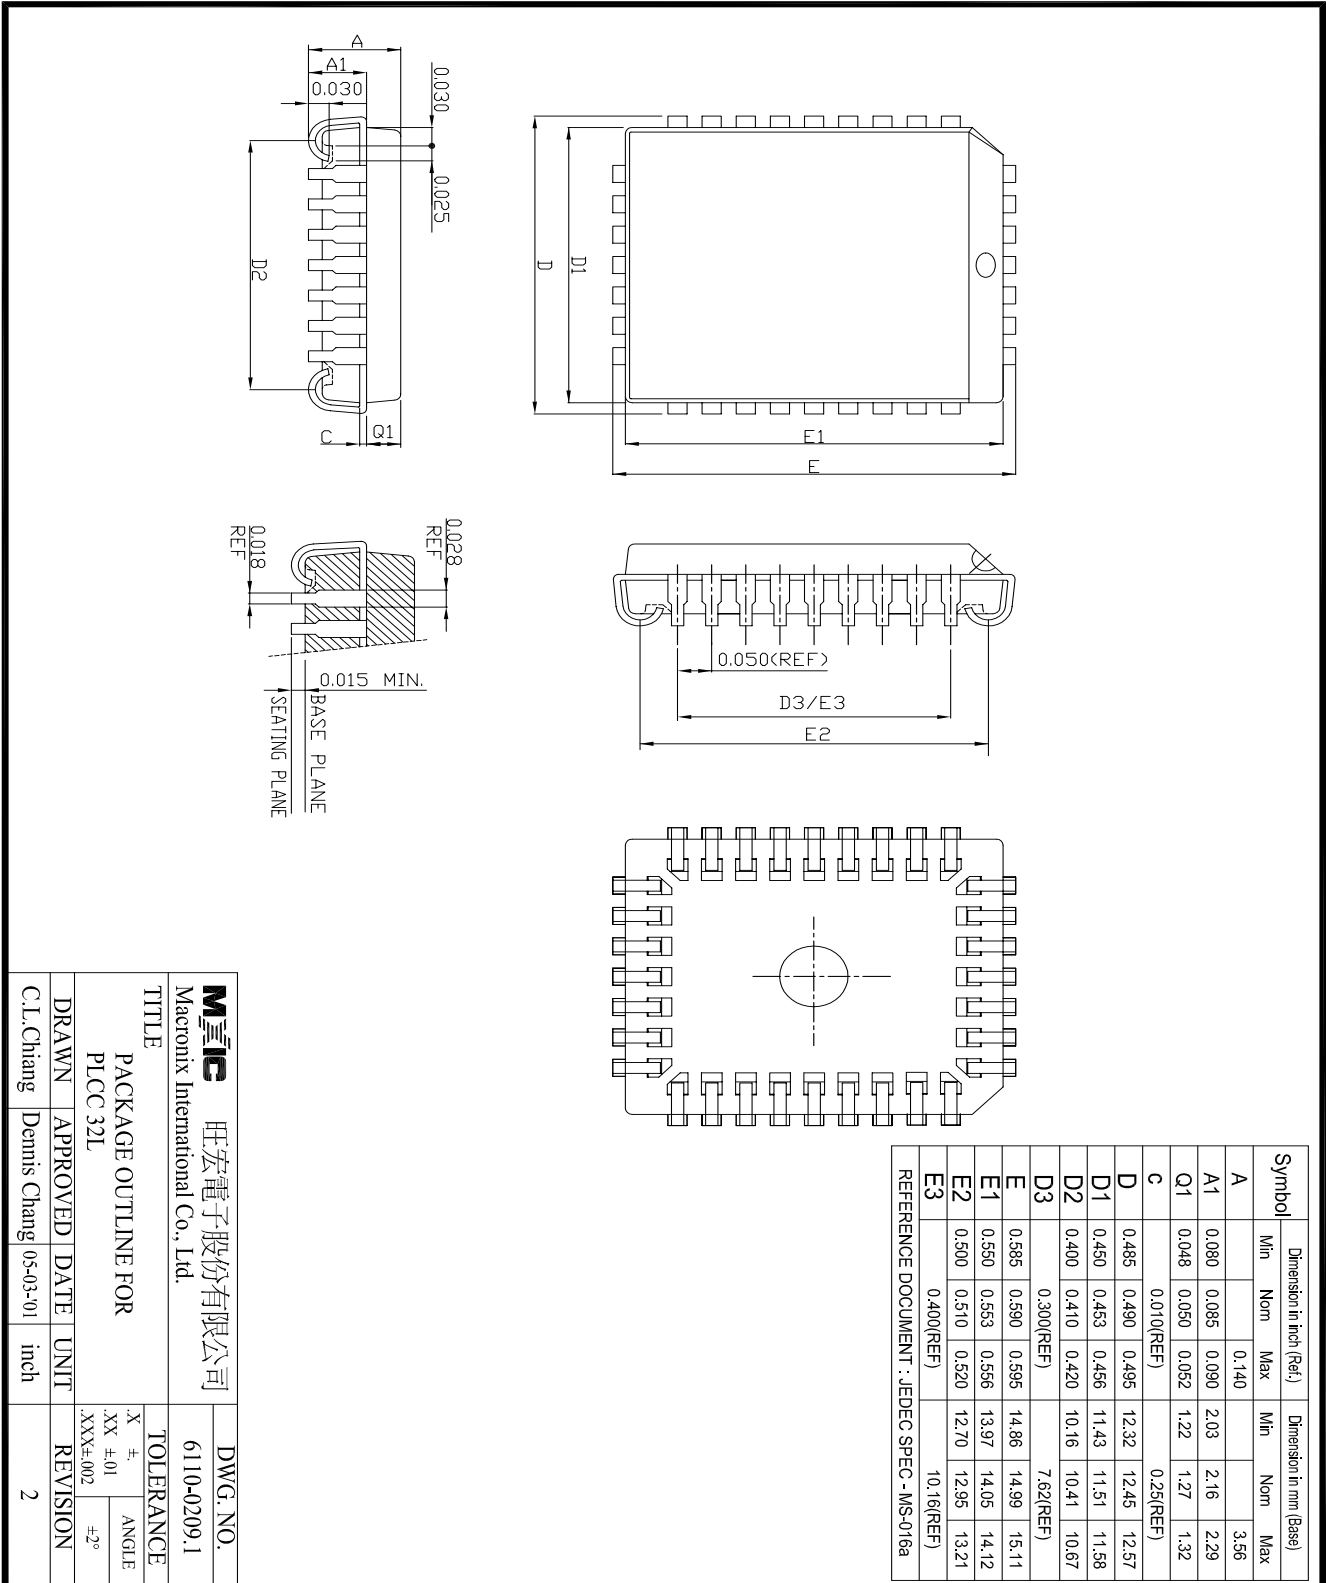 A
A1
0.030
0.030
0.025
D2
C
Q1
D
D1
E1
E
0.018
REF
0.028
REF
0.015 MIN.
BASE PLANE
SEATING PLANE
0.050(REF)
D3/E3
E2
Symbol Dimension in inch (Ref.) Dimension in mm (Base)
Min Nom Max Min Nom Max
A 0.140 3.56
A1 0.080 0.085 0.090 2.03 2.16 2.29
Q1 0.048 0.050 0.052 1.22 1.27 1.32
c 0.010(REF) 0.25(REF)
D 0.485 0.490 0.495 12.32 12.45 12.57
D1 0.450 0.453 0.456 11.43 11.51 11.58
D2 0.400 0.410 0.420 10.16 10.41 10.67
D3 0.300(REF) 7.62(REF)
E 0.585 0.590 0.595 14.86 14.99 15.11
E1 0.550 0.553 0.556 13.97 14.05 14.12
E2 0.500 0.510 0.520 12.70 12.95 13.21
E3 0.400(REF) 10.16(REF)
REFERENCE DOCUMENT : JEDEC SPEC - MS-016a
MXIC 旺宏電子股份有限公司
Macronix International Co., Ltd.
DWG. NO.
6110-0209.1
TITLE
PACKAGE OUTLINE FOR
PLCC 32L
TOLERANCE
.X ±.
.XX ±.01
.XXX±.002
ANGLE
±2°
DRAWN APPROVED DATE UNIT REVISION
C.L.Chiang Dennis Chang 05-03-'01 inch 2